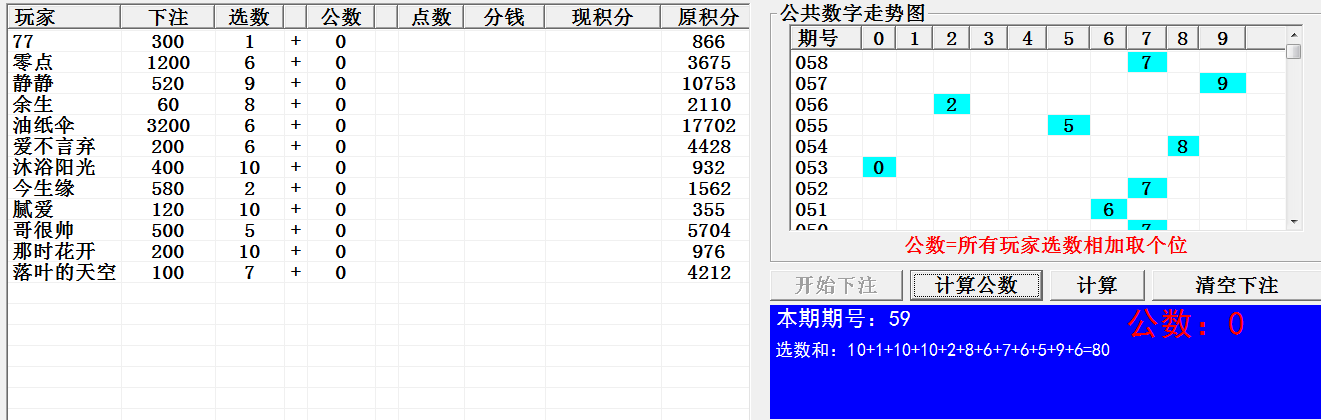 玩家 下注 选数 公数 点数 分钱 现积分 原积分
77 300 1 + 0 866
零点 1200 6 + 0 3675
静静 520 9 + 0 10753
余生 60 8 + 0 2110
油纸伞 3200 6 + 0 17702
爱不言弃 200 6 + 0 4428
沐浴阳光 400 10 + 0 932
今生缘 580 2 + 0 1562
腻爱 120 10 + 0 355
哥很帅 500 5 + 0 5704
那时花开 200 10 + 0 976
落叶的天空 100 7 + 0 4212
公共数字走势图
期号 0 1 2 3 4 5 6 7 8 9
058 7
057 9
056 2
055 5
054 8
053 0
052 7
051 6
050 7
公数=所有玩家选数相加取个位
开始下注 计算公数 计算 清空下注
本期期号：59 公数：0
选数和：10+1+10+10+2+8+6+7+6+5+9+6=80